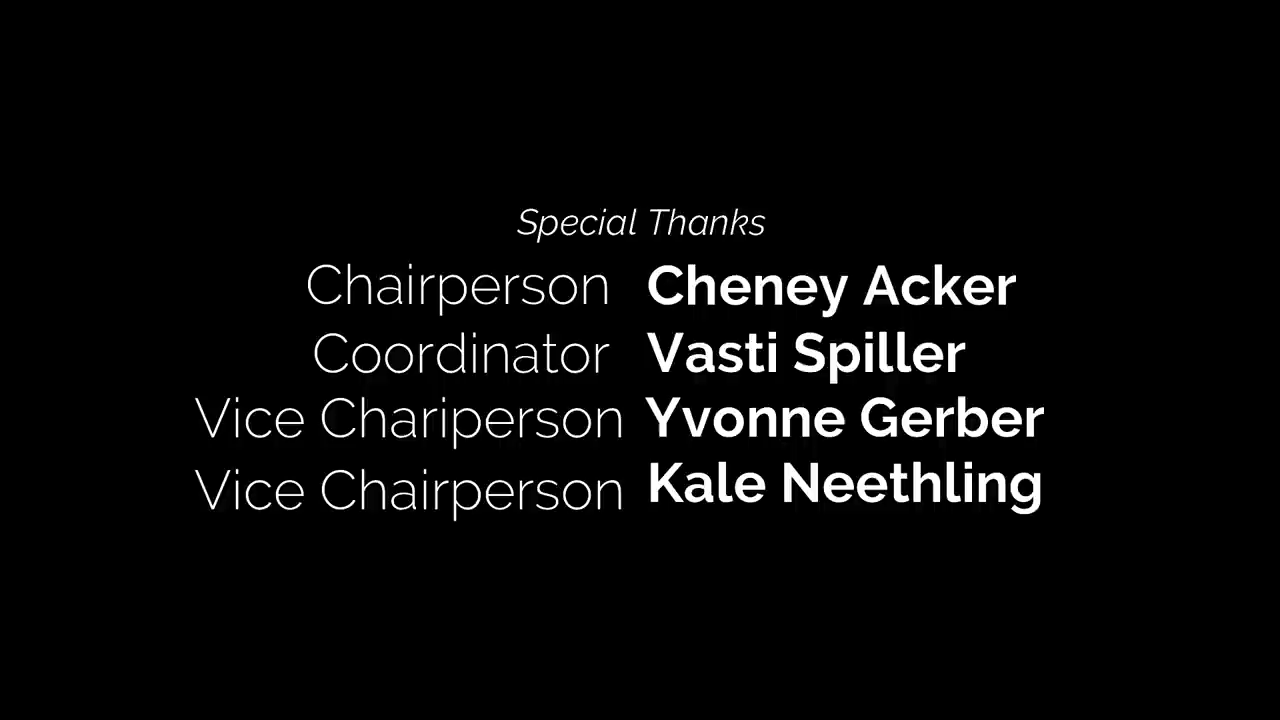 Special Thanks
Chairperson Cheney Acker
Coordinator Vasti Spiller
Vice Chariperson Yvonne Gerber
Vice Chairperson Kale Neethling